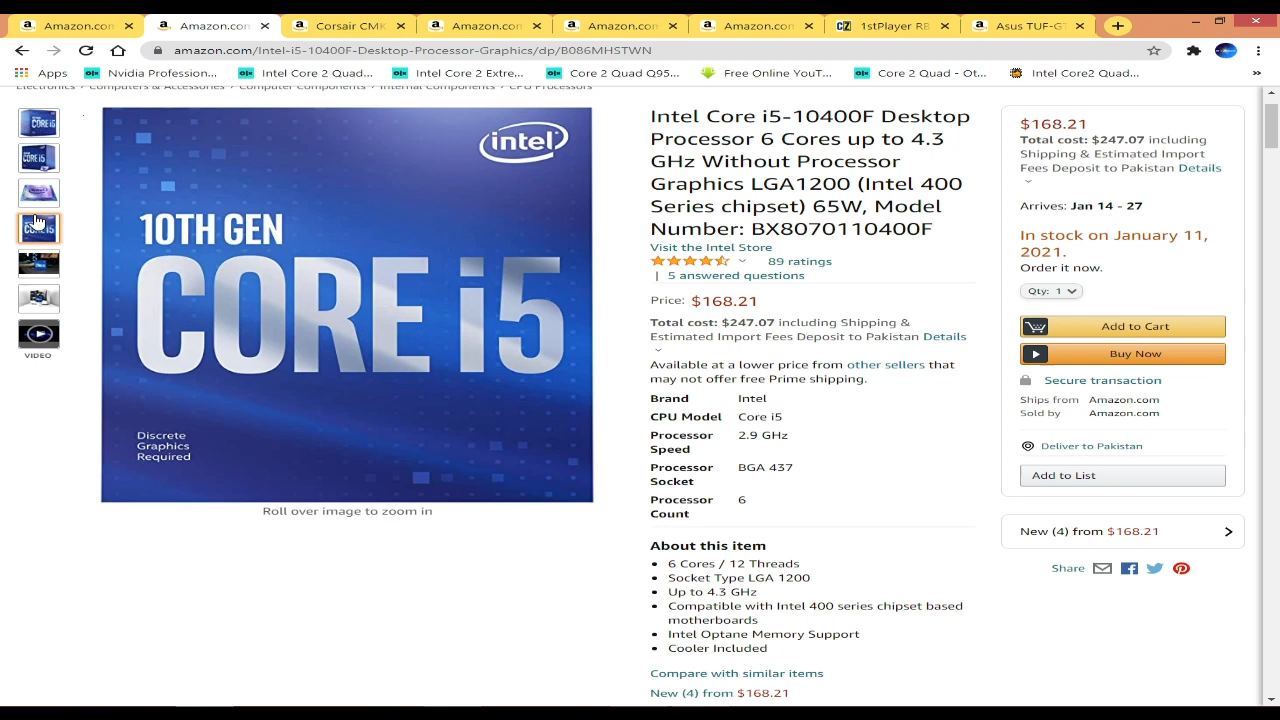 Amazon.con
Amazon.con
Corsair CMK
Amazon.con
Amazon.con
Amazon.con
1stPlayer RB
Asus TUF-GT
amazon.com/Intel-i5-10400F-Desktop-Processor-Graphics/dp/B086MHSTWN
Apps
Nvidia Profession...
Intel Core 2 Quad...
Intel Core 2 Extre...
Core 2 Quad Q95...
Free Online YouT...
Core 2 Quad - Ot...
Intel Core2 Quad...
Electronics › Computers & Accessories › Computer Components › Internal Components › CPU Processors
VIDEO
intel
10TH GEN
CORE i5
Discrete
Graphics
Required
Roll over image to zoom in
Intel Core i5-10400F Desktop
Processor 6 Cores up to 4.3
GHz Without Processor
Graphics LGA1200 (Intel 400
Series chipset) 65W, Model
Number: BX8070110400F
Visit the Intel Store
89 ratings
| 5 answered questions
Price: $168.21
Total cost: $247.07 including Shipping &
Estimated Import Fees Deposit to Pakistan Details
Available at a lower price from other sellers that
may not offer free Prime shipping.
Brand Intel
CPU Model Core i5
Processor 2.9 GHz
Speed
Processor BGA 437
Socket
Processor 6
Count
About this item
6 Cores / 12 Threads
Socket Type LGA 1200
Up to 4.3 GHz
Compatible with Intel 400 series chipset based
motherboards
Intel Optane Memory Support
Cooler Included
Compare with similar items
New (4) from $168.21
$168.21
Total cost: $247.07 including
Shipping & Estimated Import
Fees Deposit to Pakistan Details
Arrives: Jan 14 - 27
In stock on January 11,
2021.
Order it now.
Qty: 1
Add to Cart
Buy Now
Secure transaction
Ships from Amazon.com
Sold by Amazon.com
Deliver to Pakistan
Add to List
New (4) from $168.21
Share